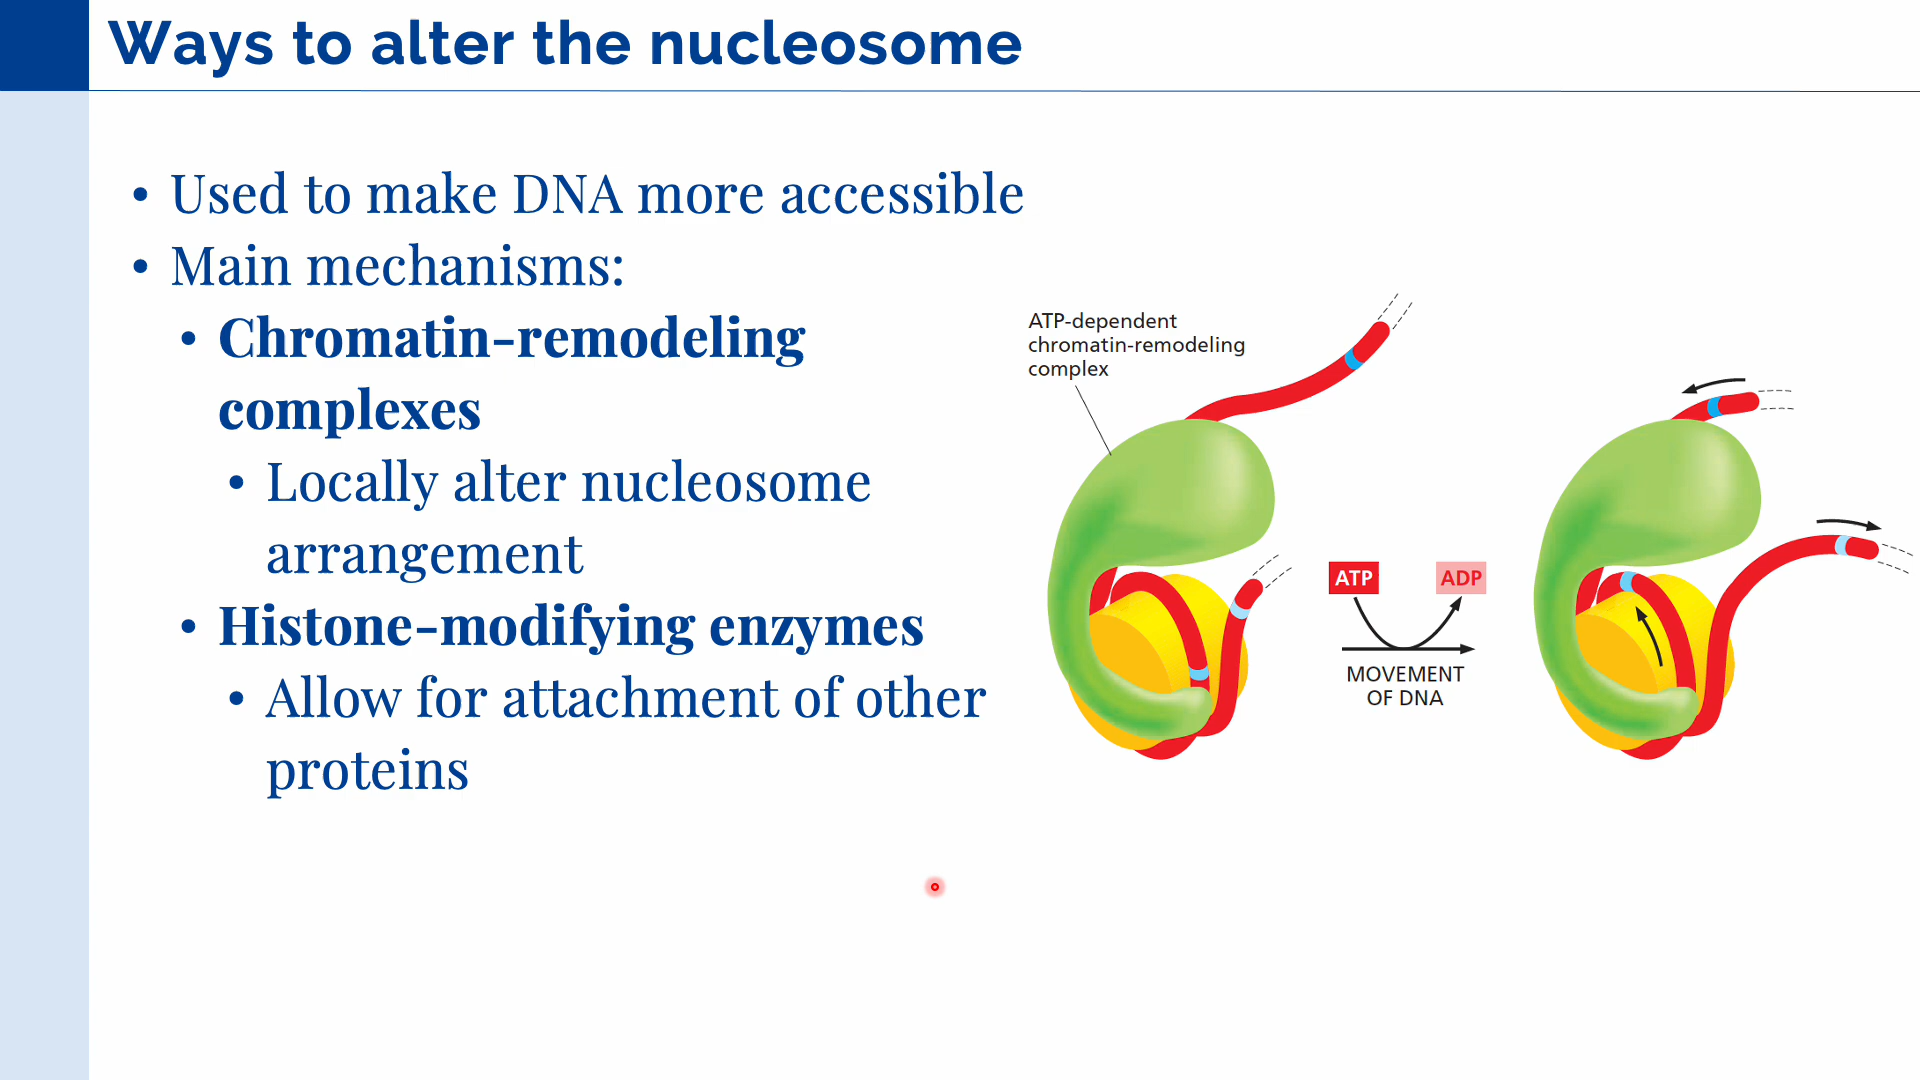 Ways to alter the nucleosome
• Used to make DNA more accessible
• Main mechanisms:
• Chromatin-remodeling
complexes
• Locally alter nucleosome
arrangement
• Histone-modifying enzymes
• Allow for attachment of other
proteins
ATP-dependent
chromatin-remodeling
complex
ATP
ADP
MOVEMENT
OF DNA